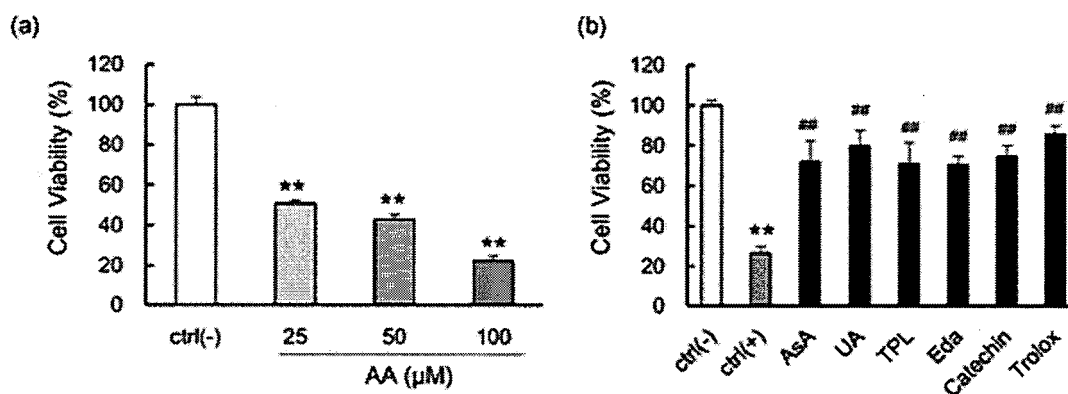 (a)
Cell Viability (%)
120
100
80
60
40
20
0
**
**
**
ctrl(-)
25
50
100
AA (µM)
(b)
Cell Viability (%)
120
100
80
60
40
20
0
**
##
##
##
##
##
##
ctrl(-)
ctrl(+)
AsA
UA
TPL
Eda
Catechin
Trolox